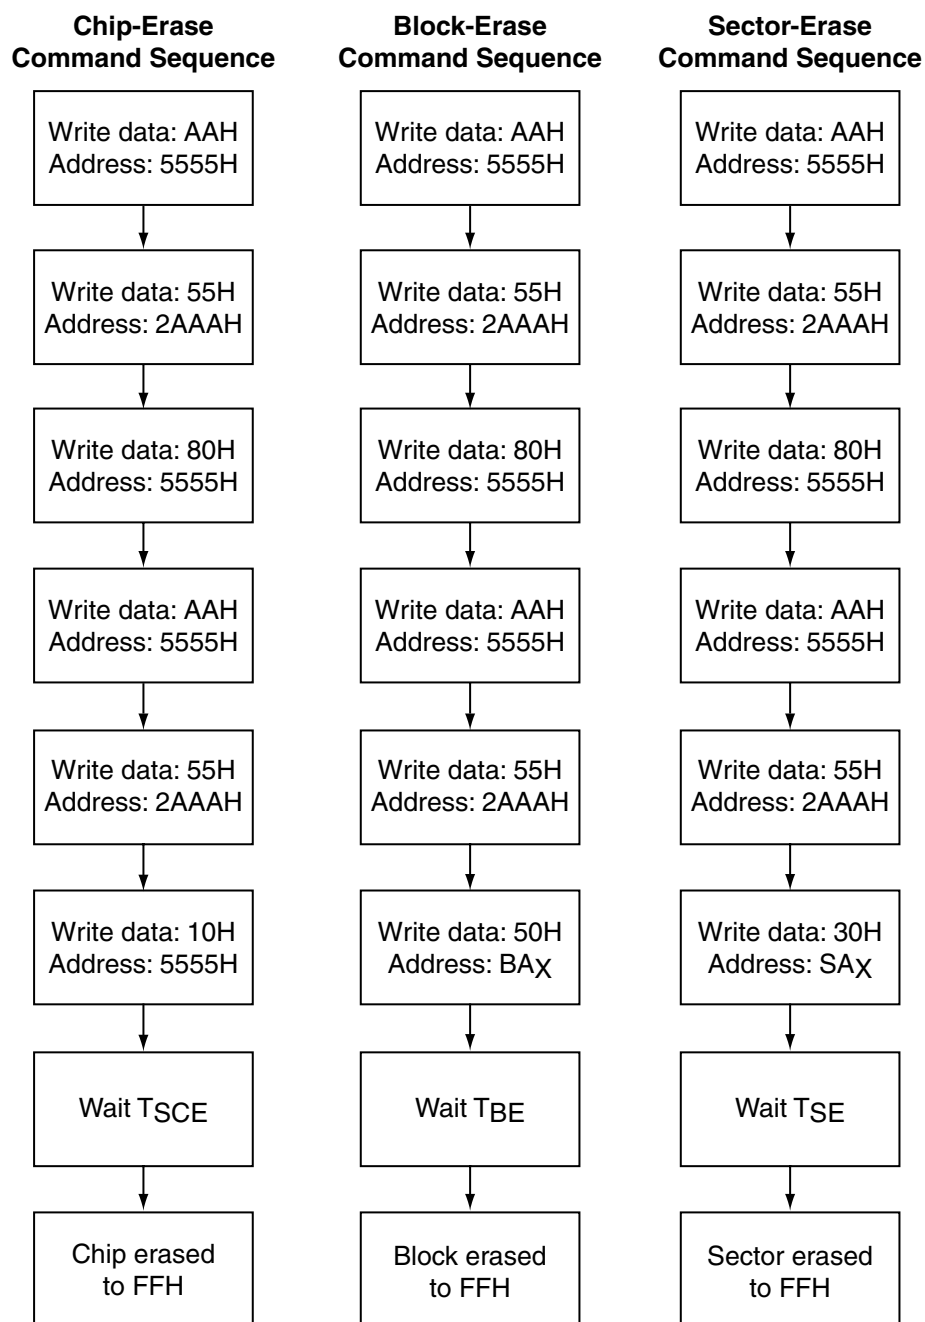 Chip-Erase
Command Sequence
Write data: AAH
Address: 5555H
Write data: 55H
Address: 2AAAH
Write data: 80H
Address: 5555H
Write data: AAH
Address: 5555H
Write data: 55H
Address: 2AAAH
Write data: 10H
Address: 5555H
Wait TSCE
Chip erased
to FFH
Block-Erase
Command Sequence
Write data: AAH
Address: 5555H
Write data: 55H
Address: 2AAAH
Write data: 80H
Address: 5555H
Write data: AAH
Address: 5555H
Write data: 55H
Address: 2AAAH
Write data: 50H
Address: BAX
Wait TBE
Block erased
to FFH
Sector-Erase
Command Sequence
Write data: AAH
Address: 5555H
Write data: 55H
Address: 2AAAH
Write data: 80H
Address: 5555H
Write data: AAH
Address: 5555H
Write data: 55H
Address: 2AAAH
Write data: 30H
Address: SAX
Wait TSE
Sector erased
to FFH